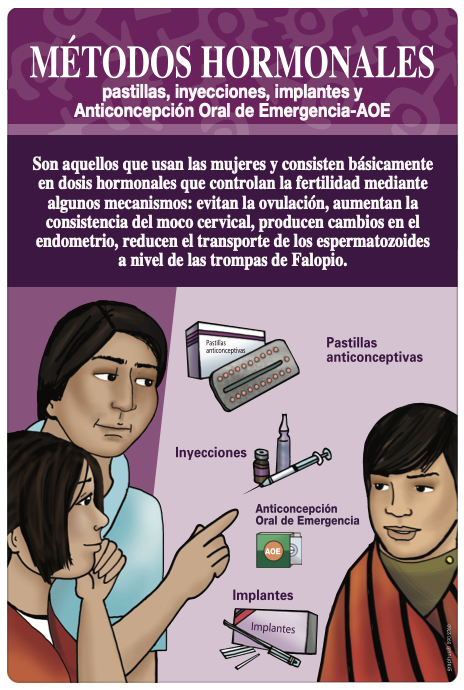 MÉTODOS HORMONALES
pastillas, inyecciones, implantes y
Anticoncepción Oral de Emergencia-AOE
Son aquellos que usan las mujeres y consisten básicamente
en dosis hormonales que controlan la fertilidad mediante
algunos mecanismos: evitan la ovulación, aumentan la
consistencia del moco cervical, producen cambios en el
endometrio, reducen el transporte de los espermatozoides
a nivel de las trompas de Falopio.
Pastillas
anticonceptivas
Pastillas
anticonceptivas
Inyecciones
Anticoncepción
Oral de Emergencia
AOE
Implantes
Implantes